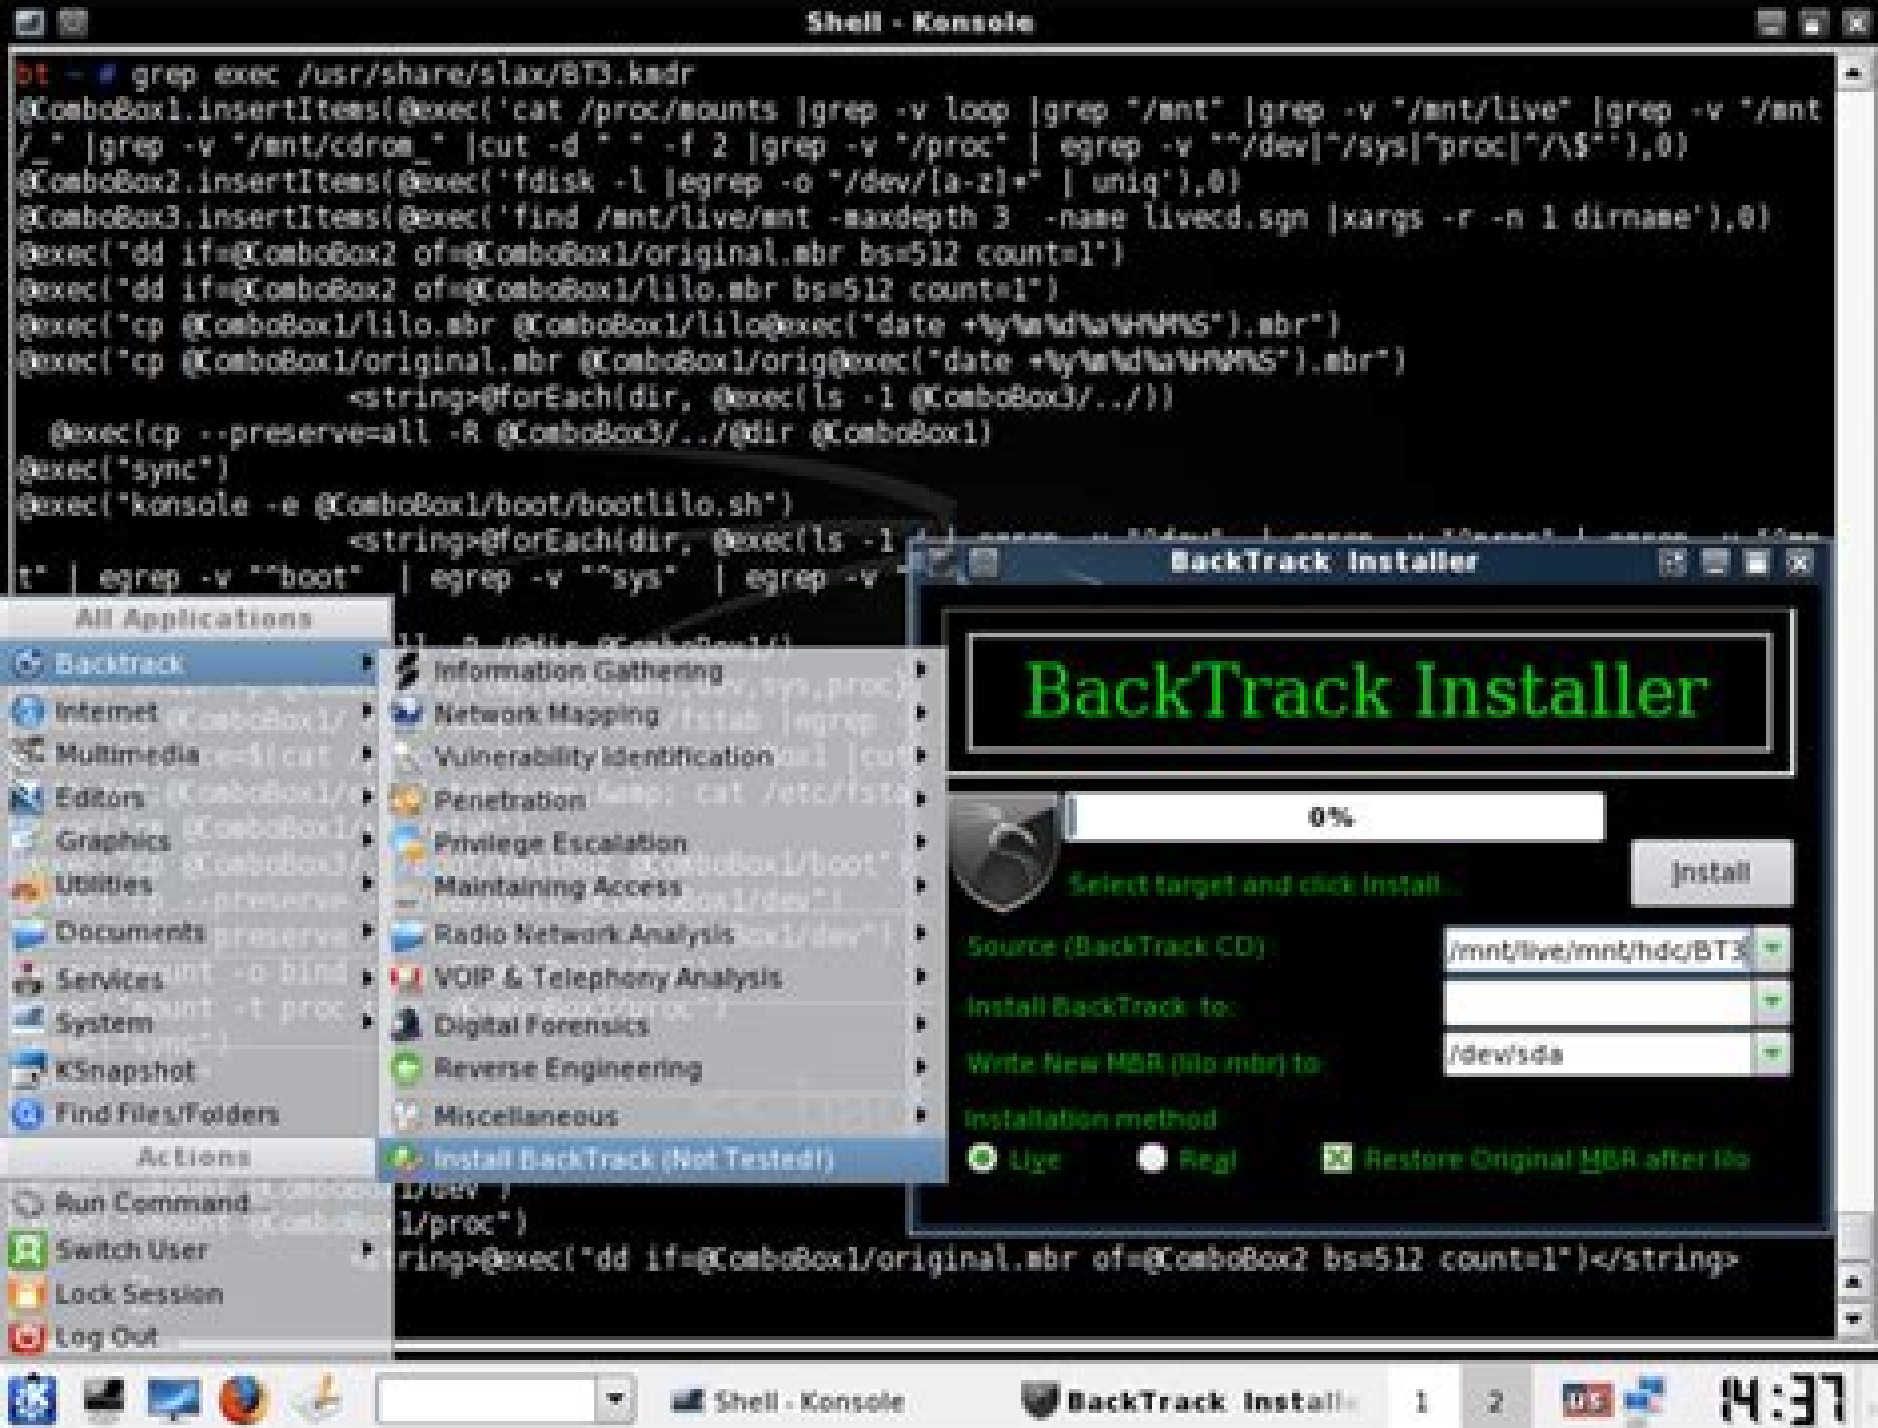 Shell - Konsole
bt ~ # grep exec /usr/share/slax/BT3.kmdr
@ComboBox1.insertItems(@exec('cat /proc/mounts |grep -v loop |grep "/mnt" |grep -v "/mnt/live" |grep -v "/mnt
/_" |grep -v "/mnt/cdrom_" |cut -d " " -f 2 |grep -v "/proc" | egrep -v "^/dev|^/sys|^proc|^/\$"'),0)
@ComboBox2.insertItems(@exec('fdisk -l |egrep -o "/dev/[a-z]+" | uniq'),0)
@ComboBox3.insertItems(@exec('find /mnt/live/mnt -maxdepth 3  -name livecd.sgn |xargs -r -n 1 dirname'),0)
@exec("dd if=@ComboBox2 of=@ComboBox1/original.mbr bs=512 count=1")
@exec("dd if=@ComboBox2 of=@ComboBox1/lilo.mbr bs=512 count=1")
@exec("cp @ComboBox1/lilo.mbr @ComboBox1/lilo@exec("date +%y%m%d%a%H%M%S").mbr")
@exec("cp @ComboBox1/original.mbr @ComboBox1/orig@exec("date +%y%m%d%a%H%M%S").mbr")
<string>@forEach(dir, @exec(ls -1 @ComboBox3/../))
@exec(cp --preserve=all -R @ComboBox3/../@dir @ComboBox1)
@exec("sync")
@exec("konsole -e @ComboBox1/boot/bootlilo.sh")
<string>@forEach(dir, @exec(ls -1
t" | egrep -v "^boot" | egrep -v "^sys" | egrep -v "
All Applications
Backtrack
Internet
Multimedia
Editors
Graphics
Utilities
Documents
Services
System
KSnapshot
Find Files/Folders
Actions
Run Command...
Switch User
Lock Session
Log Out
Information Gathering
Network Mapping
Vulnerability Identification
Penetration
Privilege Escalation
Maintaining Access
Radio Network Analysis
VOIP & Telephony Analysis
Digital Forensics
Reverse Engineering
Miscellaneous
Install BackTrack (Not Tested!)
BackTrack Installer
BackTrack Installer
0%
Select target and click Install...
Install
Source (BackTrack CD)
/mnt/live/mnt/hdc/BT3
Install BackTrack to:
Write New MBR (lilo.mbr) to:
/dev/sda
Installation method
Live
Real
Restore Original MBR after lilo
1/proc")
tring>@exec("dd if=@ComboBox1/original.mbr of=@ComboBox2 bs=512 count=1")</string>
Shell - Konsole
BackTrack Install
1
2
US
14:37